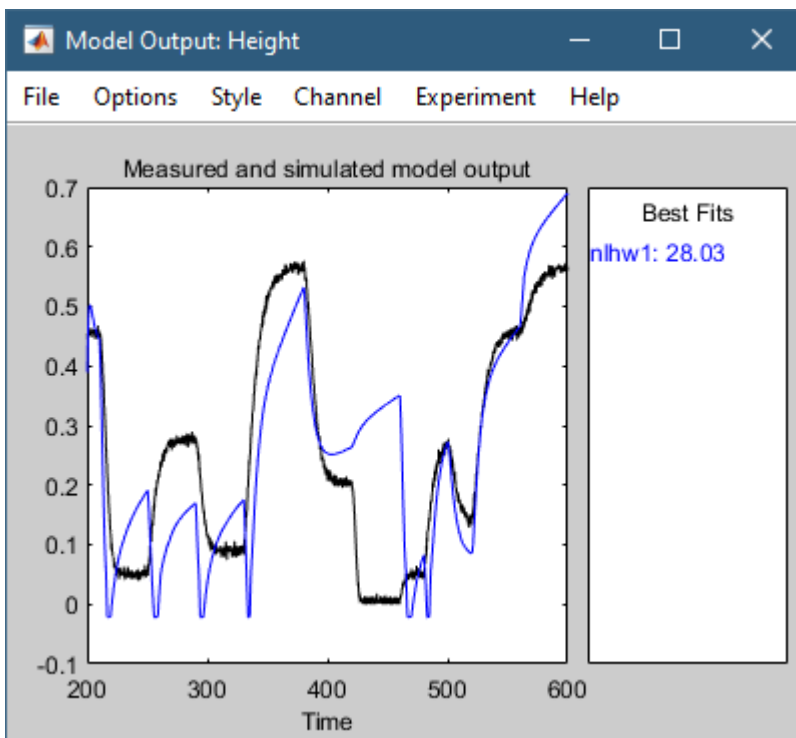 Model Output: Height
File Options Style Channel Experiment Help
Measured and simulated model output
0.7
0.6
0.5
0.4
0.3
0.2
0.1
0
-0.1
200 300 400 500 600
Time
Best Fits
nlhw1: 28.03